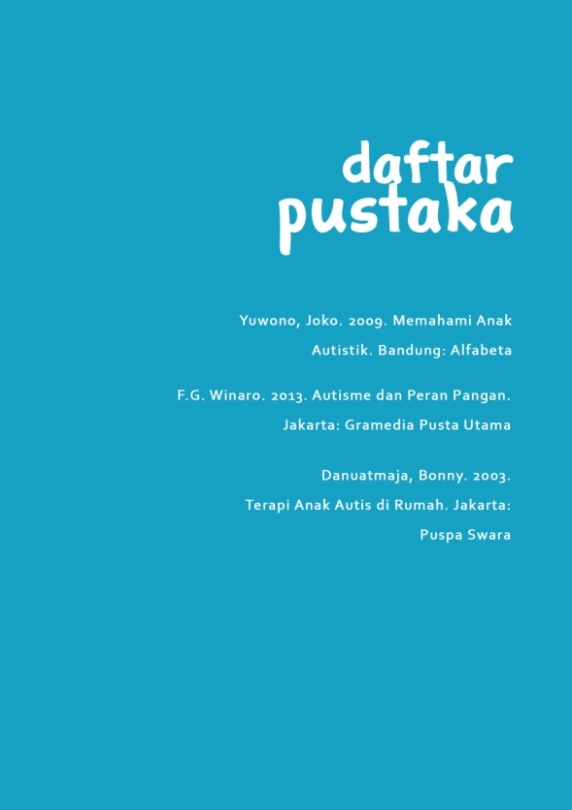 daftar
pustaka
Yuwono, Joko. 2009. Memahami Anak
Autistik. Bandung: Alfabeta
F.G. Winaro. 2013. Autisme dan Peran Pangan.
Jakarta: Gramedia Pusta Utama
Danuatmaja, Bonny. 2003.
Terapi Anak Autis di Rumah. Jakarta:
Puspa Swara